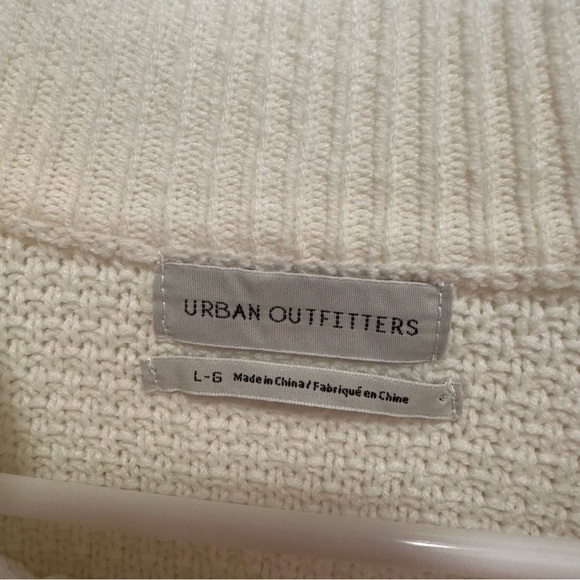 URBAN OUTFITTERS
L-G Made in China / Fabriqué en Chine